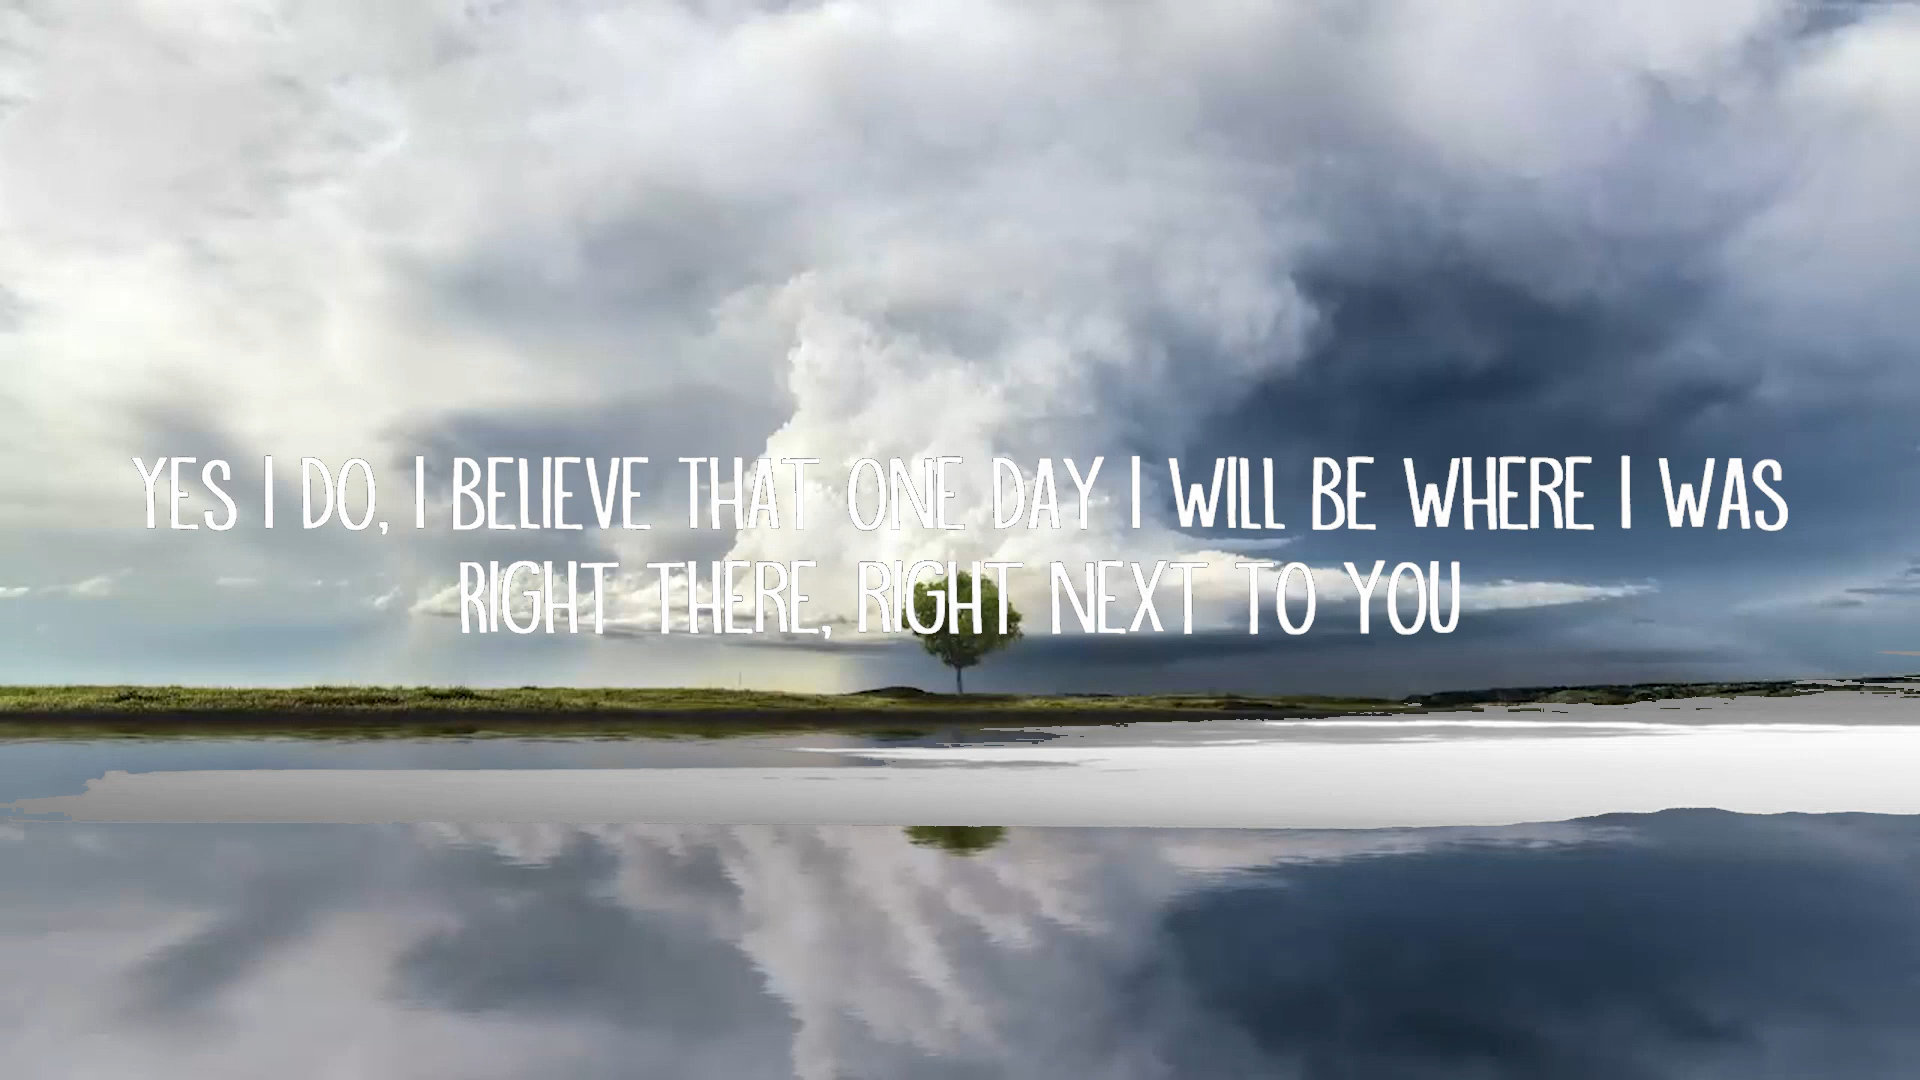 YES I DO, I BELIEVE THAT ONE DAY I WILL BE WHERE I WAS
RIGHT THERE, RIGHT NEXT TO YOU